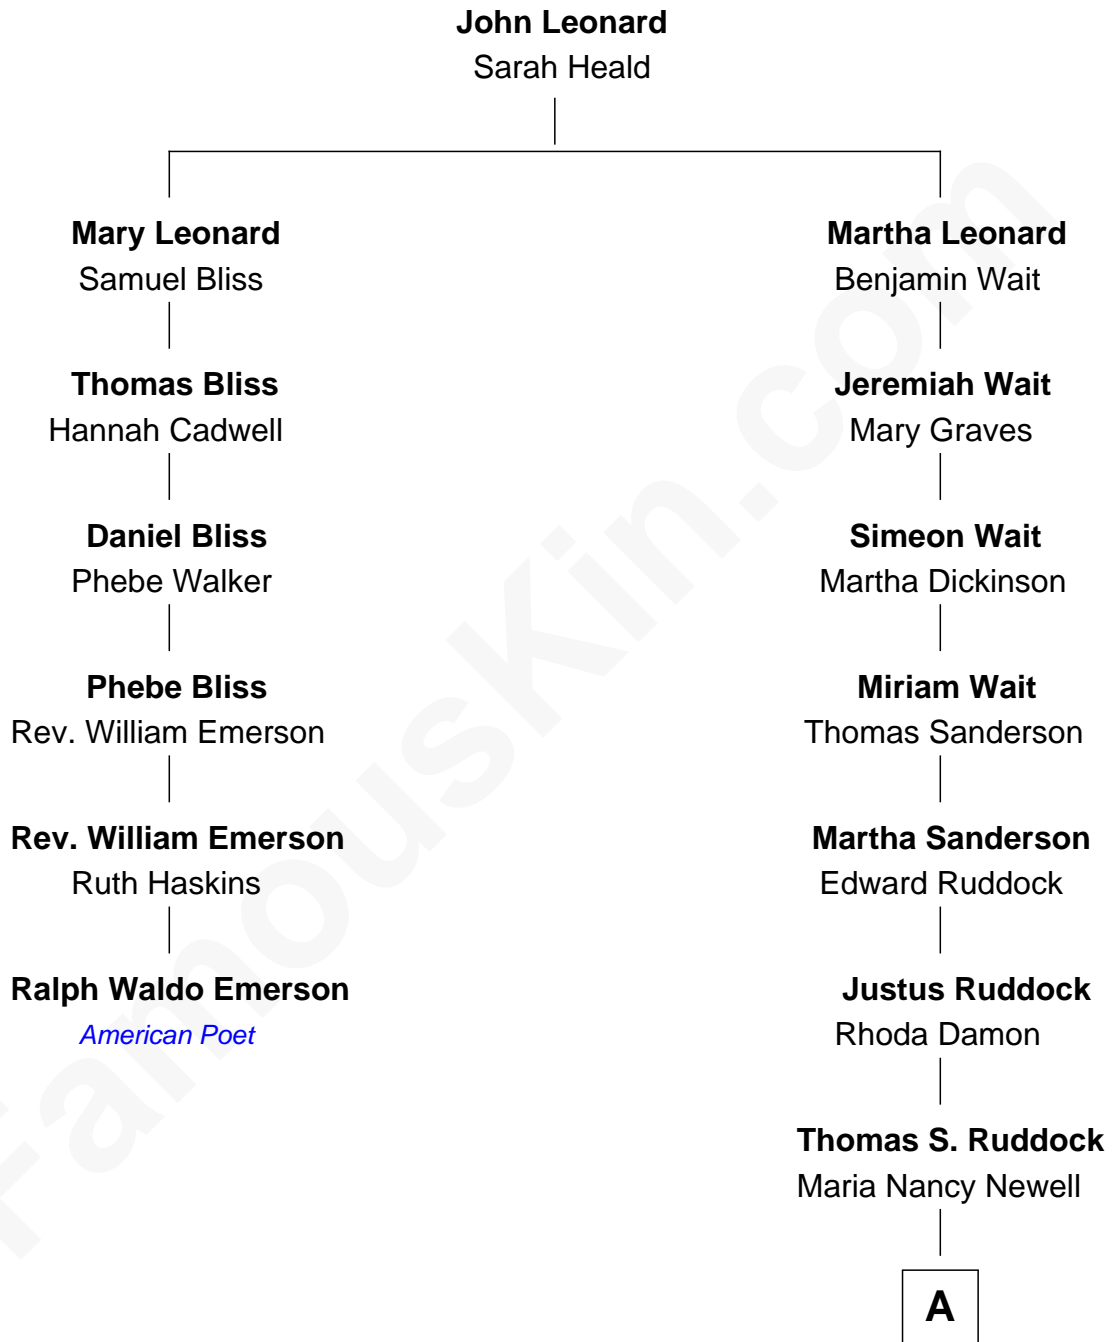 John Leonard
Sarah Heald
Mary Leonard
Samuel Bliss
Thomas Bliss
Hannah Cadwell
Daniel Bliss
Phebe Walker
Phebe Bliss
Rev. William Emerson
Rev. William Emerson
Ruth Haskins
Ralph Waldo Emerson
American Poet
Martha Leonard
Benjamin Wait
Jeremiah Wait
Mary Graves
Simeon Wait
Martha Dickinson
Miriam Wait
Thomas Sanderson
Martha Sanderson
Edward Ruddock
Justus Ruddock
Rhoda Damon
Thomas S. Ruddock
Maria Nancy Newell
A
FamousKin.com